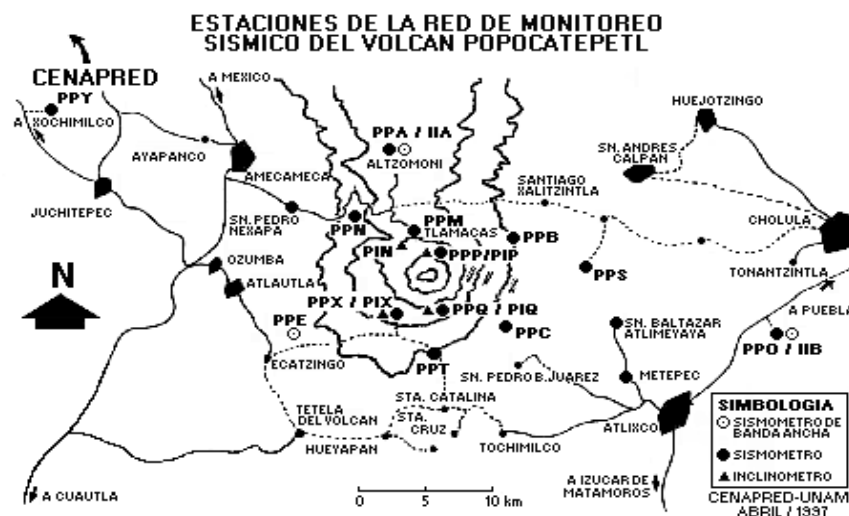 ESTACIONES DE LA RED DE MONITOREO
SISMICO DEL VOLCAN POPOCATEPETL
CENAPRED
A MEXICO
PPY
A XOCHIMILCO
AYAPANCO
AMECAMECA
JUCHITEPEC
SN. PEDRO
NEXAPA
OZUMBA
ATLAUTLA
N
PPA / IIA
ALTZOMONI
PPN
PPM
TLAMACAS
PIN
PPP/PIP
PPX / PIX
PPQ / PIQ
PPB
PPC
PPS
PPE
PPT
ECATZINGO
HUEJOTZINGO
SN. ANDRES
CALPAN
SANTIAGO
XALITZINTLA
CHOLULA
TONANTZINTLA
A PUEBLA
PPO / IIB
SN. BALTAZAR
ATLIMEYAYA
SN. PEDRO B. JUAREZ
METEPEC
STA. CATALINA
STA.
CRUZ
TETELA
DEL VOLCAN
HUEYAPAN
TOCHIMILCO
ATLIXCO
A CUAUTLA
A IZUCAR DE
MATAMOROS
0 5 10 km
SIMBOLOGIA
SISMOMETRO DE
BANDA ANCHA
SISMOMETRO
INCLINOMETRO
CENAPRED-UNAM
ABRIL / 1997